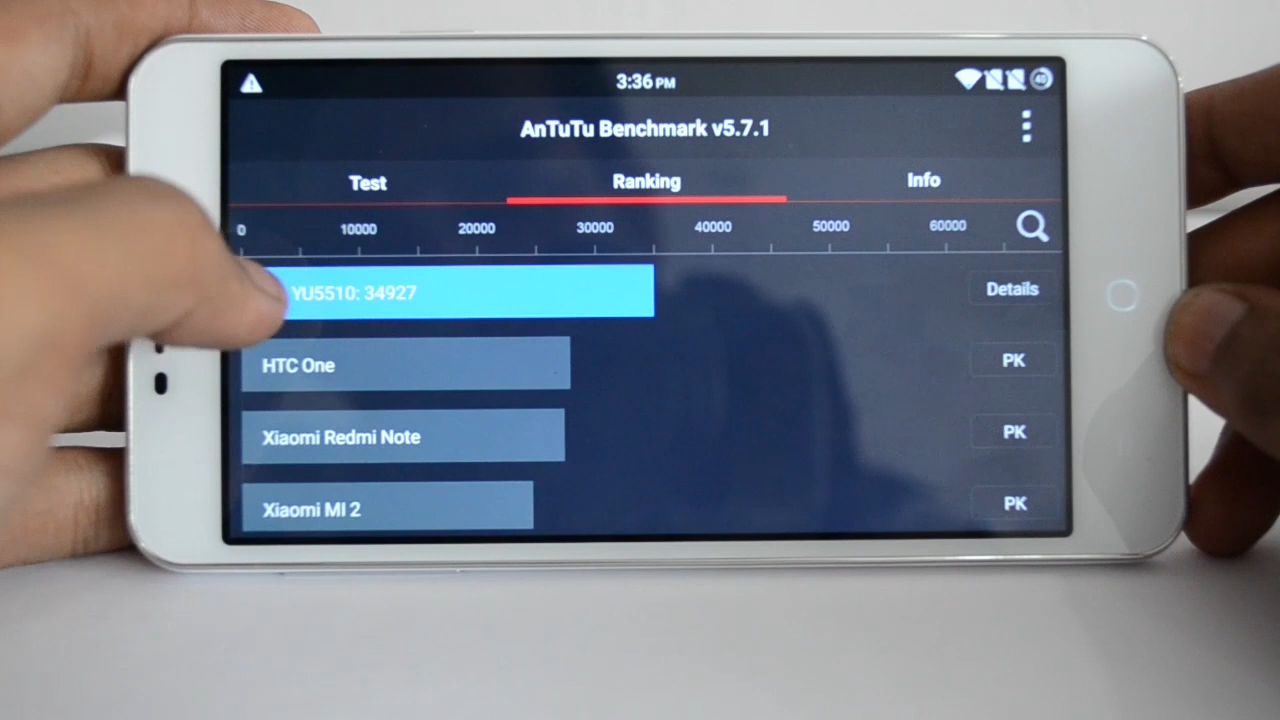 3:36 PM 40
AnTuTu Benchmark v5.7.1
Test Ranking Info
0 10000 20000 30000 40000 50000 60000
YU5510: 34927 Details
HTC One PK
Xiaomi Redmi Note PK
Xiaomi MI 2 PK